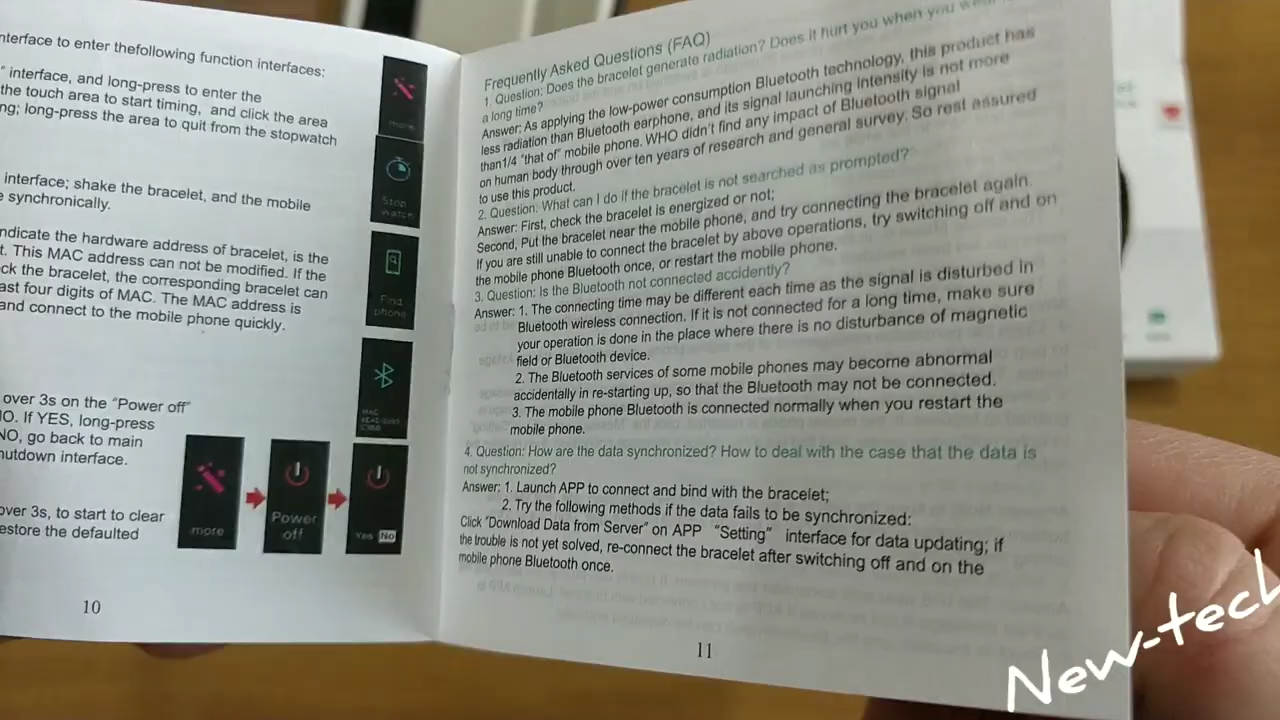 nterface to enter thefollowing function interfaces:
" interface, and long-press to enter the
the touch area to start timing, and click the area
ng; long-press the area to quit from the stopwatch
interface; shake the bracelet, and the mobile
e synchronically.
ndicate the hardware address of bracelet, is the
t. This MAC address can not be modified. If the
ck the bracelet, the corresponding bracelet can
ast four digits of MAC. The MAC address is
and connect to the mobile phone quickly.
over 3s on the "Power off"
NO. If YES, long-press
NO, go back to main
hutdown interface.
over 3s, to start to clear
estore the defaulted
more
Stop
watch
Find
phone
MAC
more
Power
off
Yes No
10
Frequently Asked Questions (FAQ)
1. Question: Does the bracelet generate radiation? Does it hurt you when you
a long time?
Answer: As applying the low-power consumption Bluetooth technology, this product has
less radiation than Bluetooth earphone, and its signal launching intensity is not more
than1/4 "that of" mobile phone. WHO didn't find any impact of Bluetooth signal
on human body through over ten years of research and general survey. So rest assured
to use this product.
2. Question: What can I do if the bracelet is not searched as prompted?
Answer: First, check the bracelet is energized or not;
Second, Put the bracelet near the mobile phone, and try connecting the bracelet again.
If you are still unable to connect the bracelet by above operations, try switching off and on
the mobile phone Bluetooth once, or restart the mobile phone.
3. Question: Is the Bluetooth not connected accidently?
Answer: 1. The connecting time may be different each time as the signal is disturbed in
Bluetooth wireless connection. If it is not connected for a long time, make sure
your operation is done in the place where there is no disturbance of magnetic
field or Bluetooth device.
2. The Bluetooth services of some mobile phones may become abnormal
accidentally in re-starting up, so that the Bluetooth may not be connected.
3. The mobile phone Bluetooth is connected normally when you restart the
mobile phone.
4. Question: How are the data synchronized? How to deal with the case that the data is
not synchronized?
Answer: 1. Launch APP to connect and bind with the bracelet;
2. Try the following methods if the data fails to be synchronized:
Click "Download Data from Server" on APP "Setting" interface for data updating; if
the trouble is not yet solved, re-connect the bracelet after switching off and on the
mobile phone Bluetooth once.
11
New-tech